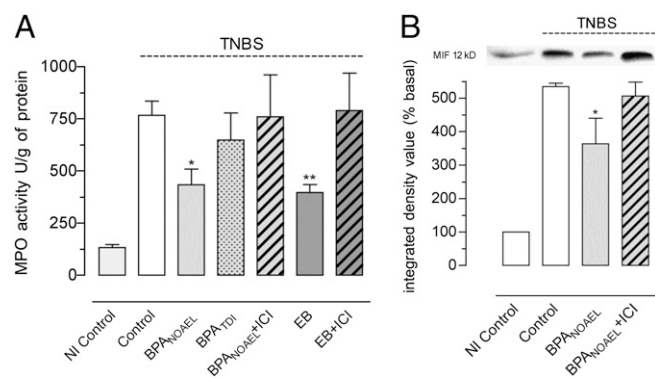 A
TNBS
MPO activity U/g of protein
1000
750
500
250
0
*
**
NI Control
Control
BPANOAEL
BPATDI
BPANOAEL+ICI
EB
EB+ICI
B
TNBS
MIF 12 kD
integrated density value (% basal)
500
400
300
200
100
0
*
NI Control
Control
BPANOAEL
BPANOAEL+ICI